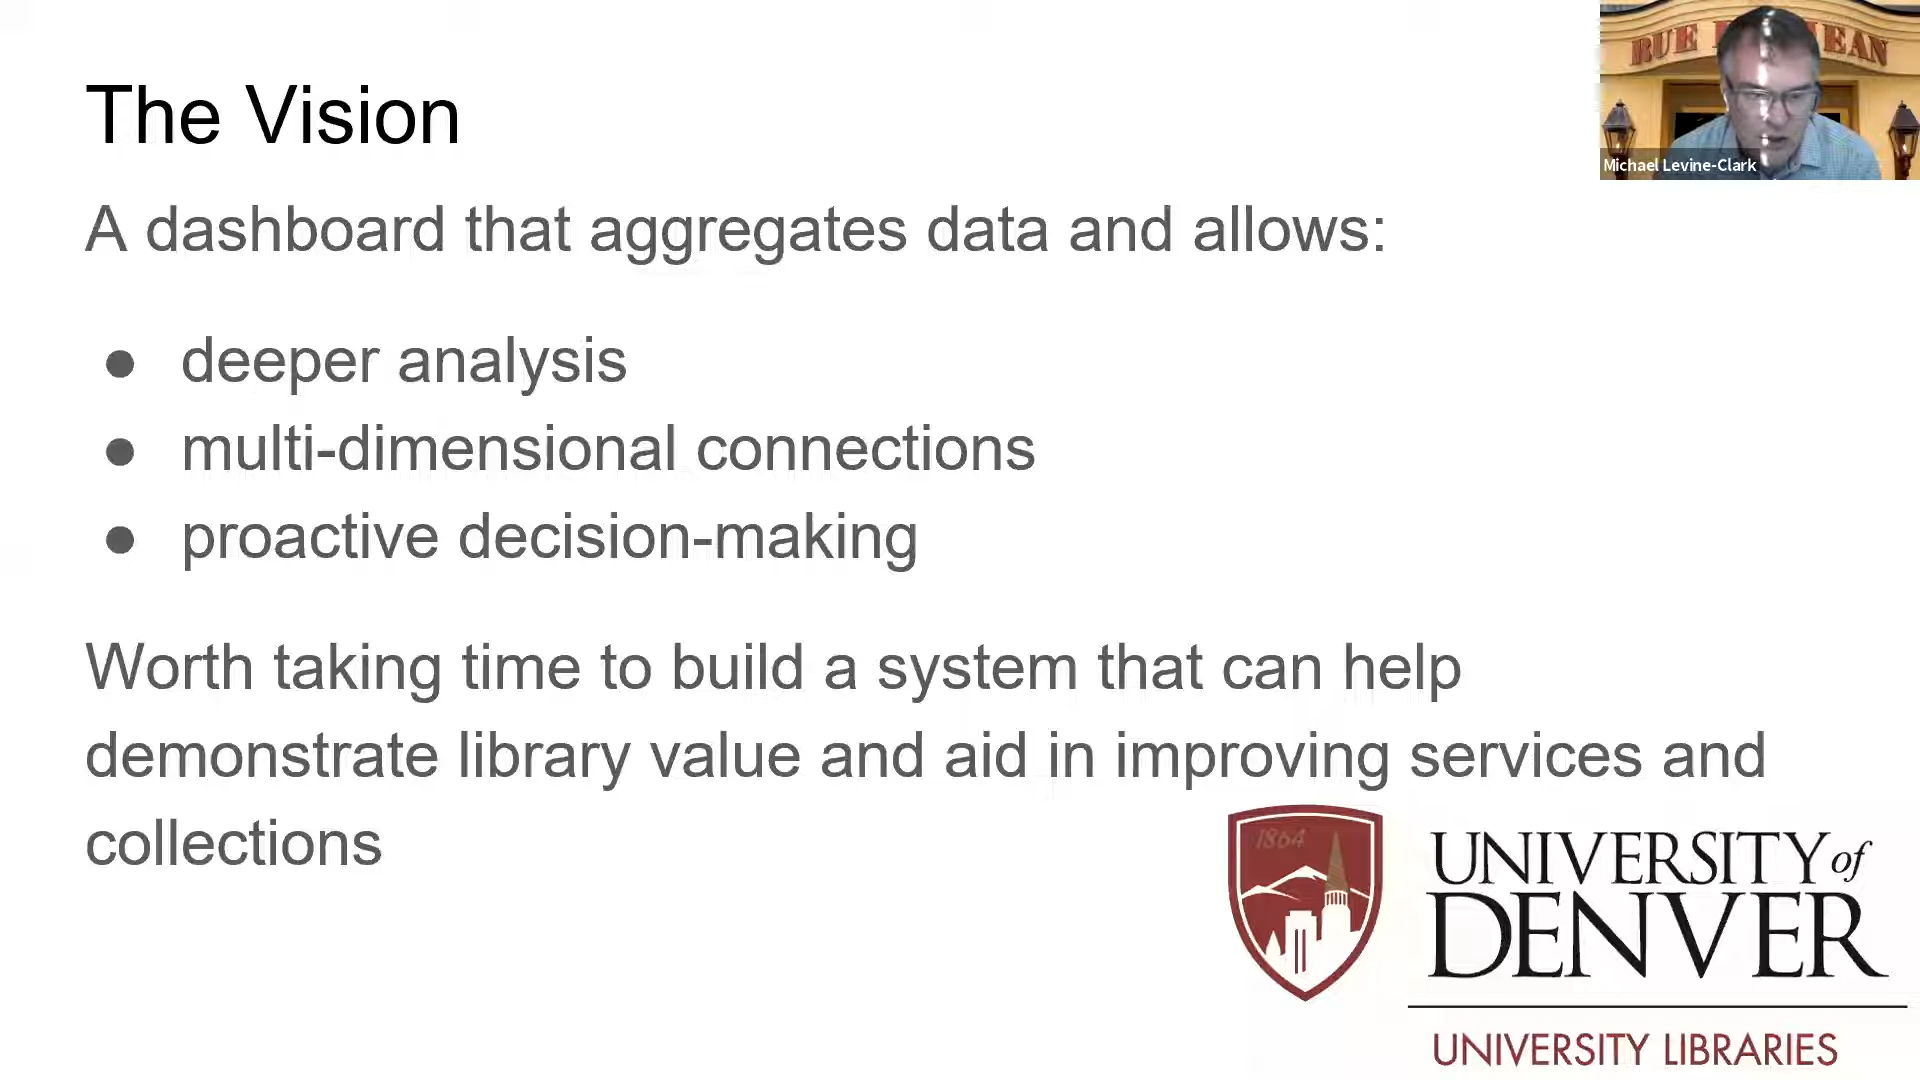 The Vision
A dashboard that aggregates data and allows:
● deeper analysis
● multi-dimensional connections
● proactive decision-making
Worth taking time to build a system that can help
demonstrate library value and aid in improving services and
collections
RUE
Michael Levine-Clark
1864
UNIVERSITY of
DENVER
UNIVERSITY LIBRARIES